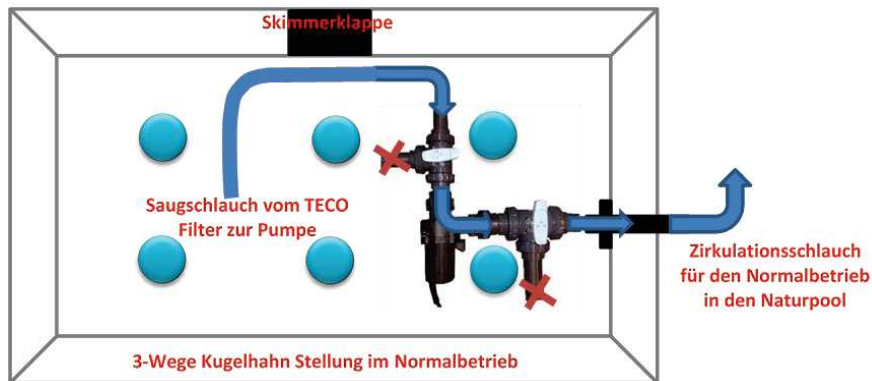 Skimmerklappe
Saugschlauch vom TECO
Filter zur Pumpe
Zirkulationsschlauch
für den Normalbetrieb
in den Naturpool
3-Wege Kugelhahn Stellung im Normalbetrieb